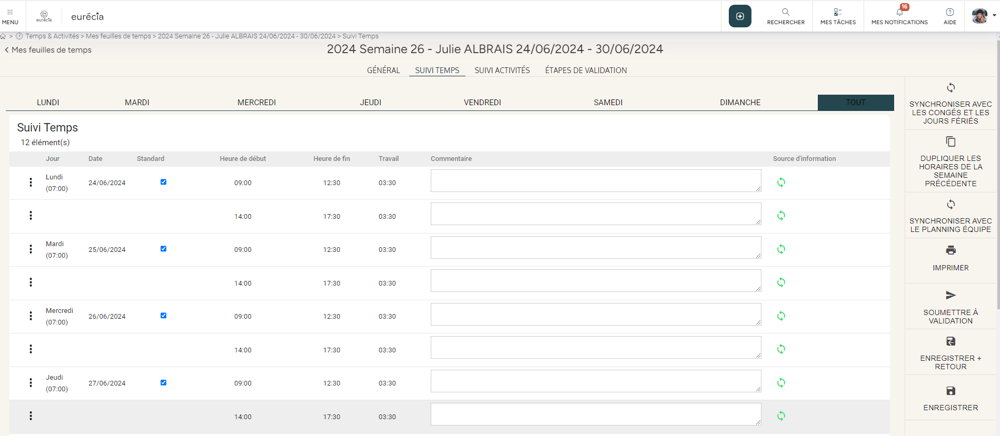 MENU
eurêcia
eurécia
RECHERCHER
MES TÂCHES
16
MES NOTIFICATIONS
AIDE
> Temps & Activités > Mes feuilles de temps > 2024 Semaine 26 - Julie ALBRAIS 24/06/2024 - 30/06/2024 > Suivi Temps
Mes feuilles de temps
2024 Semaine 26 - Julie ALBRAIS 24/06/2024 - 30/06/2024
GÉNÉRAL SUIVI TEMPS SUIVI ACTIVITÉS ÉTAPES DE VALIDATION
LUNDI MARDI MERCREDI JEUDI VENDREDI SAMEDI DIMANCHE TOUT
Suivi Temps
12 élément(s)
Jour Date Standard Heure de début Heure de fin Travail Commentaire Source d'information
Lundi
(07:00) 24/06/2024 09:00 12:30 03:30
14:00 17:30 03:30
Mardi
(07:00) 25/06/2024 09:00 12:30 03:30
14:00 17:30 03:30
Mercredi
(07:00) 26/06/2024 09:00 12:30 03:30
14:00 17:30 03:30
Jeudi
(07:00) 27/06/2024 09:00 12:30 03:30
14:00 17:30 03:30
SYNCHRONISER AVEC
LES CONGÉS ET LES
JOURS FÉRIÉS
DUPLIQUER LES
HORAIRES DE LA
SEMAINE
PRÉCÉDENTE
SYNCHRONISER AVEC
LE PLANNING ÉQUIPE
IMPRIMER
SOUMETTRE À
VALIDATION
ENREGISTRER +
RETOUR
ENREGISTRER